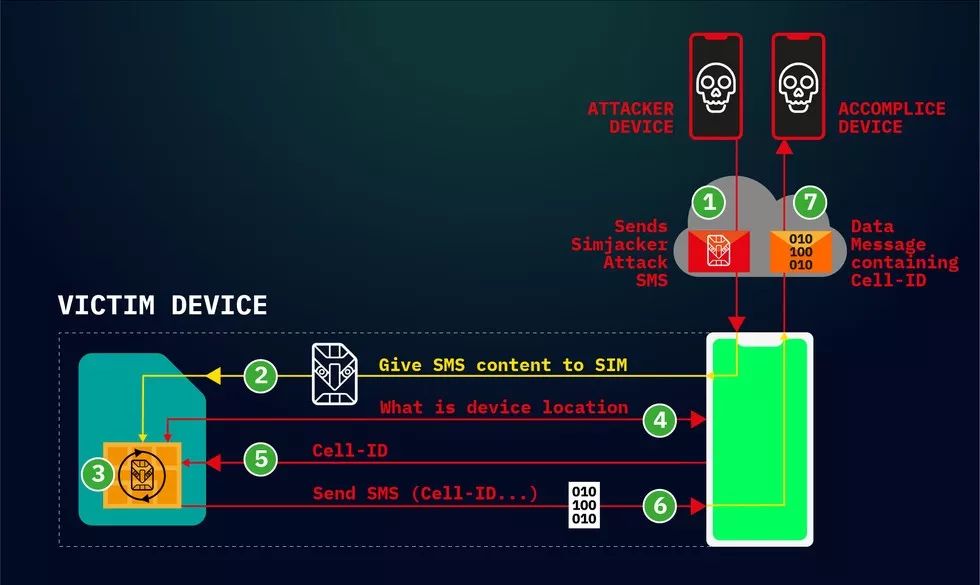 ATTACKER
DEVICE
ACCOMPLICE
DEVICE
1
7
Sends
Simjacker
Attack
SMS
010
100
010
Data
Message
containing
Cell-ID
VICTIM DEVICE
2
Give SMS content to SIM
What is device location
4
3
5
Cell-ID
Send SMS (Cell-ID...)
010
100
010
6